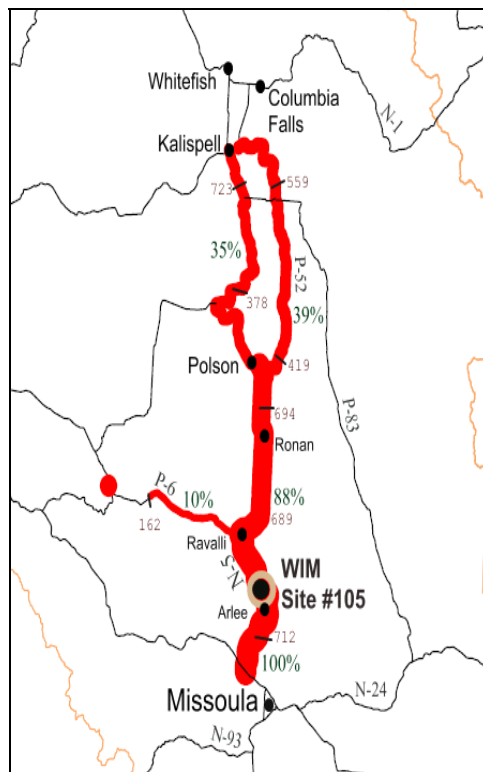 Whitefish
Columbia
Falls
N-1
Kalispell
723
559
35%
P-52
378
39%
Polson
419
694
P-83
Ronan
P-6
10%
88%
162
689
Ravalli
N-5
WIM
Site #105
Arlee
712
100%
Missoula
N-24
N-93